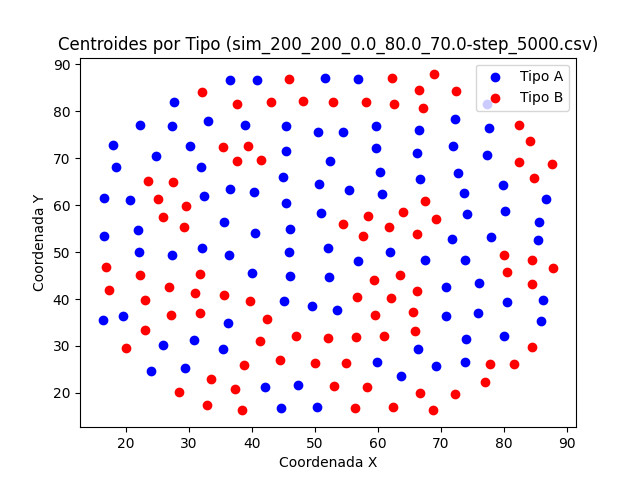 Centroides por Tipo (sim_200_200_0.0_80.0_70.0-step_5000.csv)
Tipo A
Tipo B
90
80
70
60
50
40
30
20
Coordenada Y
20 30 40 50 60 70 80 90
Coordenada X